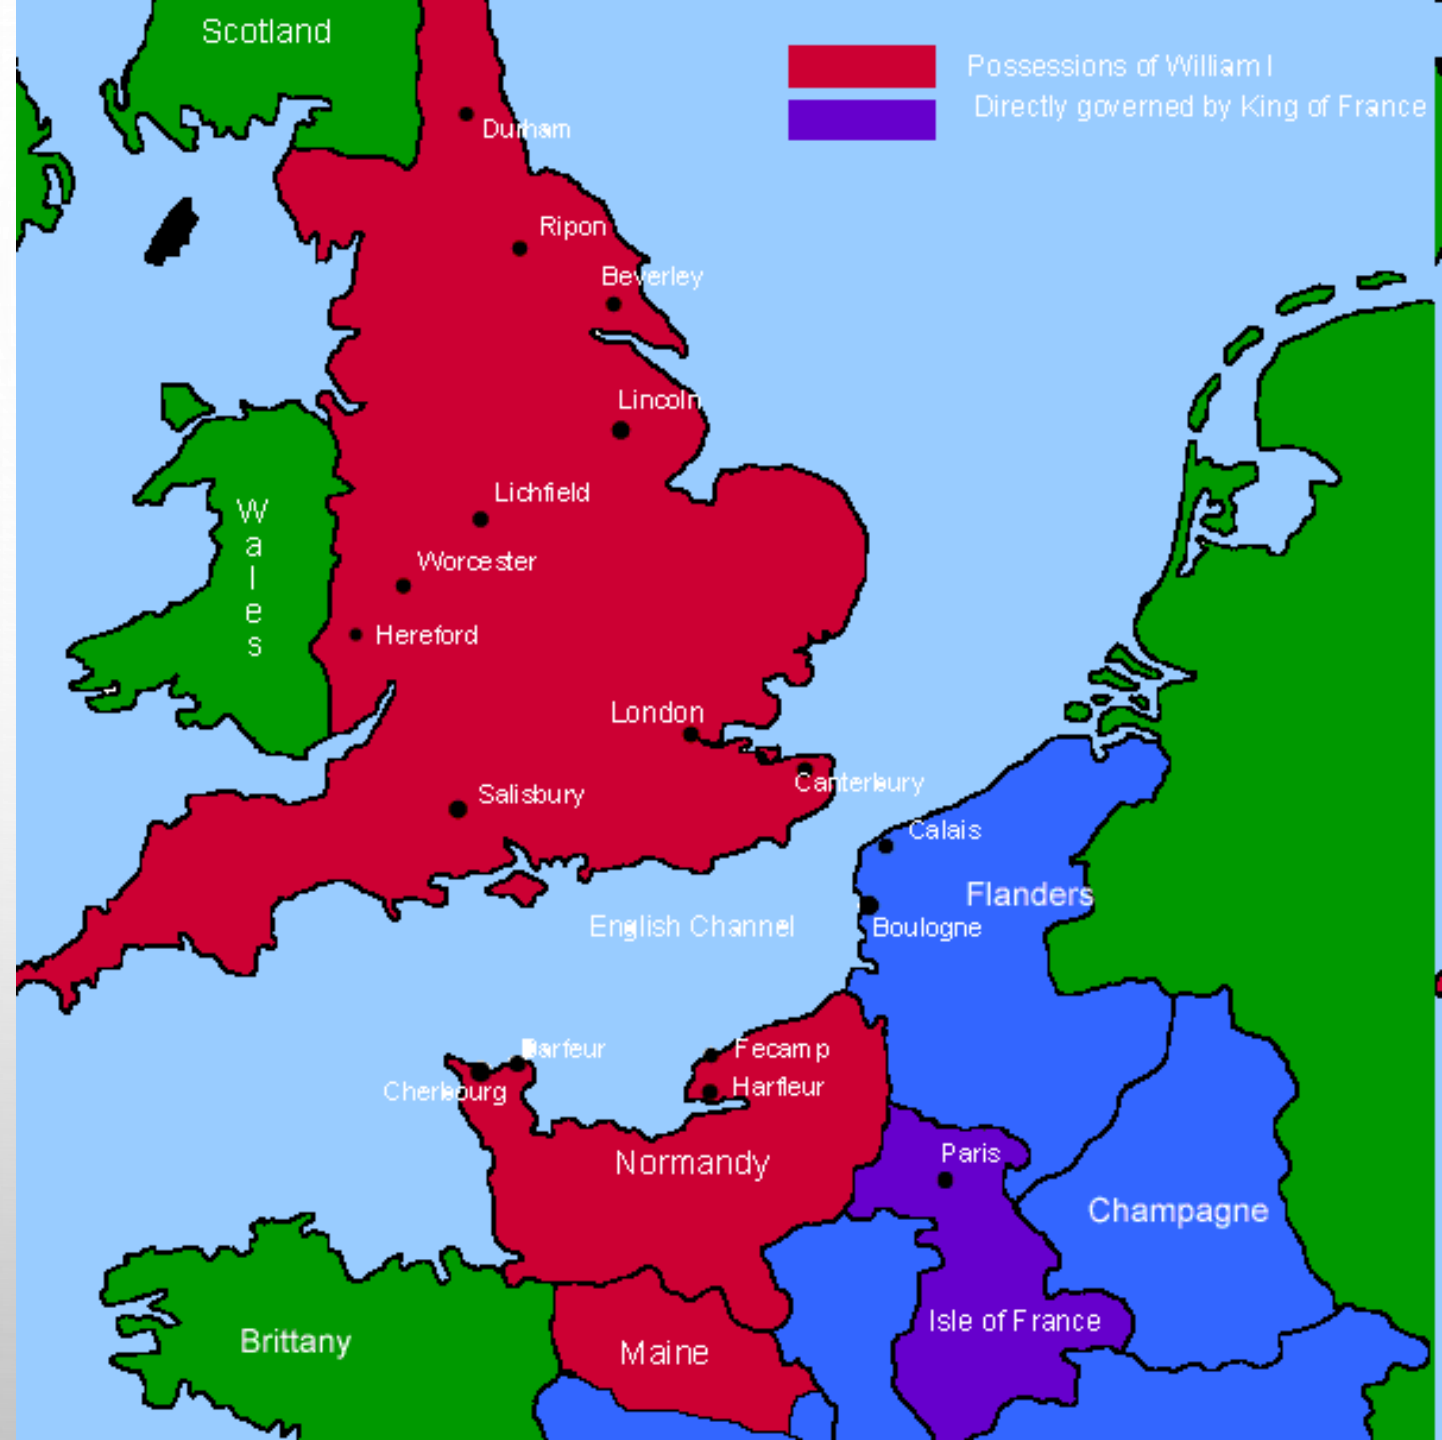 Scotland
Possessions of William I
Directly governed by King of France
Durham
Ripon
Beverley
Lincoln
Lichfield
Wales
Worcester
Hereford
London
Canterbury
Salisbury
Calais
Flanders
English Channel
Boulogne
Barfeur
Fecamp
Cherbourg
Harfleur
Paris
Normandy
Champagne
Isle of France
Brittany
Maine